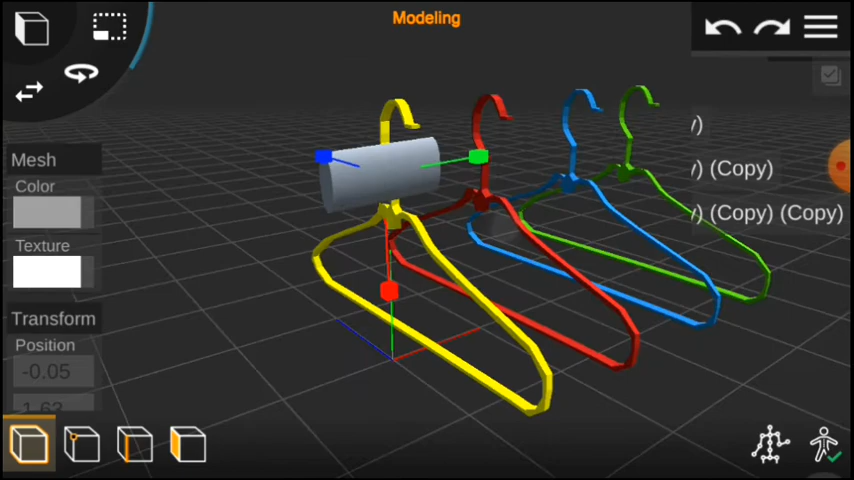 Modeling
y)
y) (Copy)
y) (Copy) (Copy)
Mesh
Color
Texture
Transform
Position
-0.05